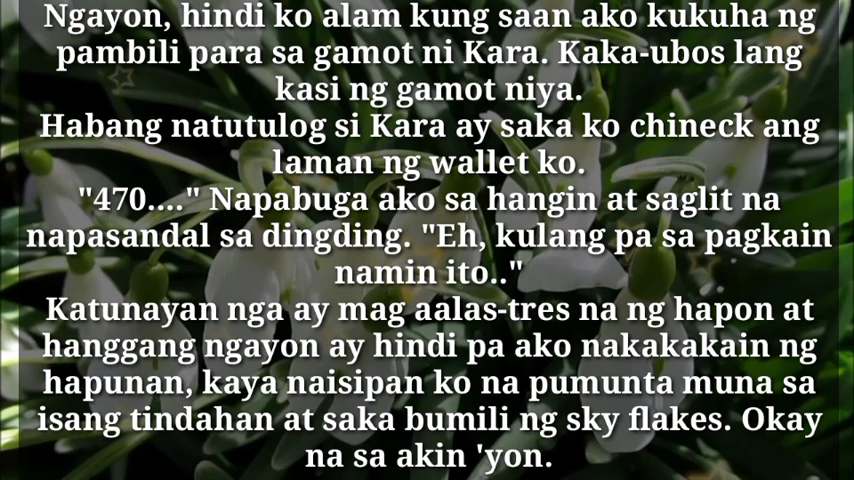 Ngayon, hindi ko alam kung saan ako kukuha ng
pambili para sa gamot ni Kara. Kaka-ubos lang
kasi ng gamot niya.
Habang natutulog si Kara ay saka ko chineck ang
laman ng wallet ko.
"470...." Napabuga ako sa hangin at saglit na
napasandal sa dingding. "Eh, kulang pa sa pagkain
namin ito.."
Katunayan nga ay mag aalas-tres na ng hapon at
hanggang ngayon ay hindi pa ako nakakakain ng
hapunan, kaya naisipan ko na pumunta muna sa
isang tindahan at saka bumili ng sky flakes. Okay
na sa akin 'yon.